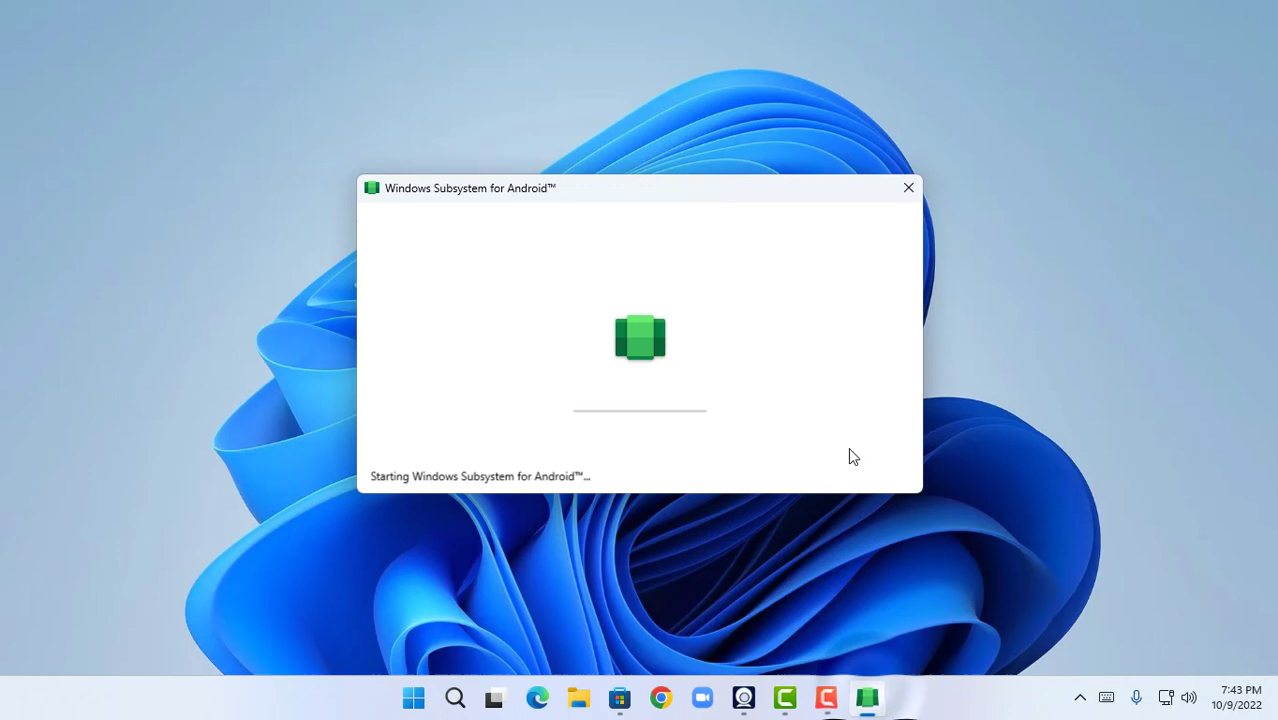 Windows Subsystem for Android™
Starting Windows Subsystem for Android™...
7:43 PM
10/9/2022